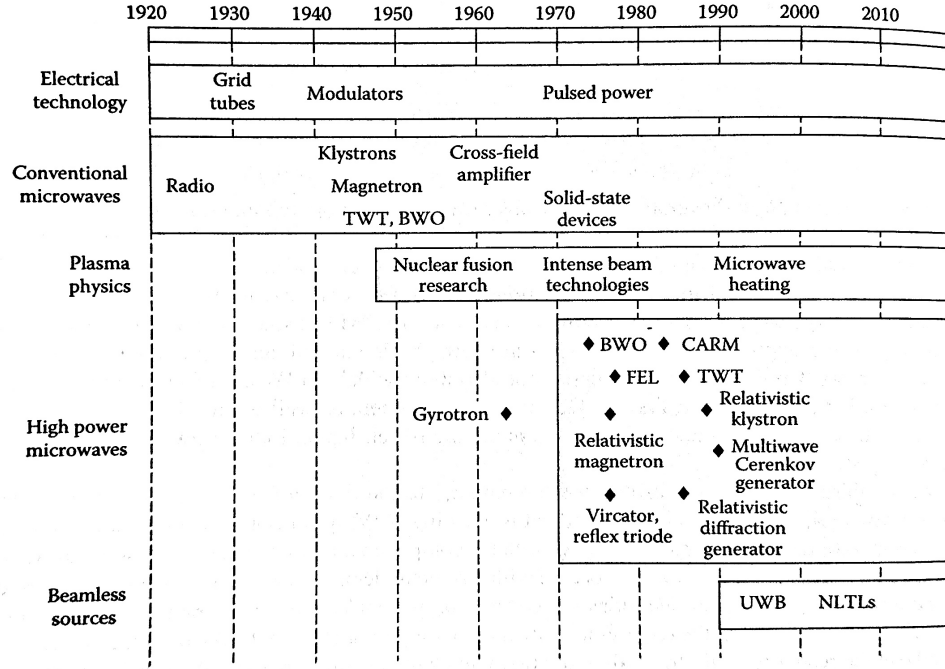 1920 1930 1940 1950 1960 1970 1980 1990 2000 2010
Electrical
technology
Grid
tubes
Modulators
Pulsed power
Conventional
microwaves
Radio
Klystrons
Magnetron
TWT, BWO
Cross-field
amplifier
Solid-state
devices
Plasma
physics
Nuclear fusion
research
Intense beam
technologies
Microwave
heating
High power
microwaves
Gyrotron
BWO
CARM
FEL
TWT
Relativistic
magnetron
Relativistic
klystron
Multiwave
Cerenkov
generator
Vircator,
reflex triode
Relativistic
diffraction
generator
Beamless
sources
UWB
NLTLs